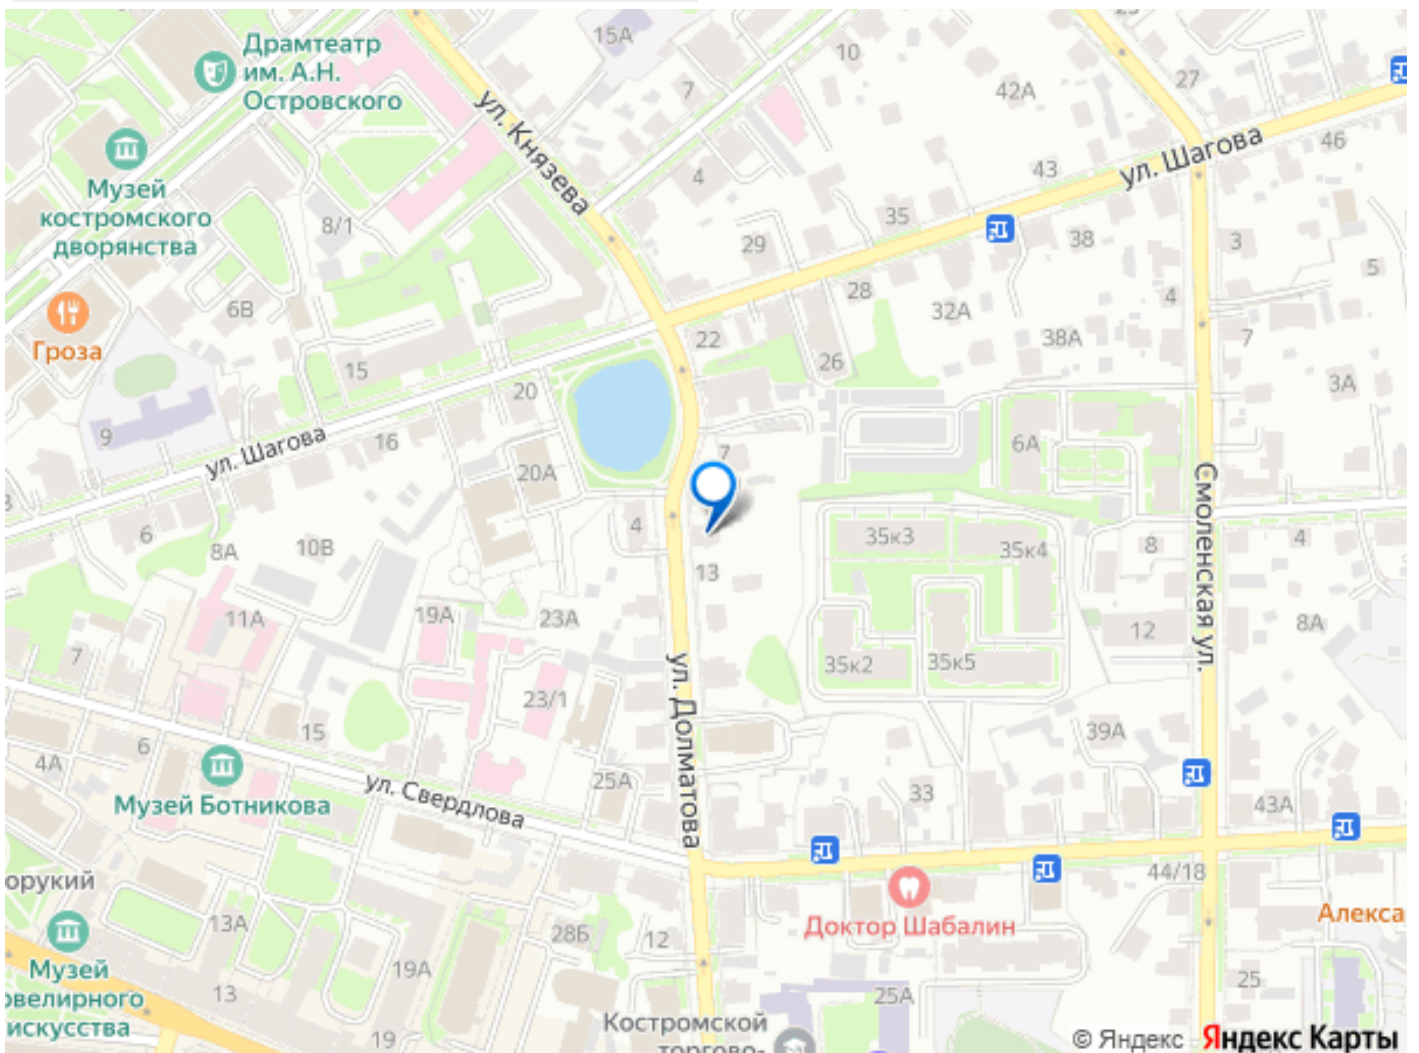 15А
10
27
Драмтеатр
им. А.Н.
Островского
7
42А
ул. Князева
ул. Шагова
46
Музей
костромского
дворянства
8/1
4
43
35
29
38
3
5
6В
28
32А
4
Гроза
22
38А
7
15
26
3А
20
9
ул. Шагова
16
7
6А
20А
Смоленская ул.
6
8А
10В
4
35к3
35к4
8
4
13
11А
19А
23А
12
8А
7
ул. Долматова
35к2
35к5
23/1
15
39А
6
4А
Музей Ботникова
25А
ул. Свердлова
33
43А
44/18
орукий
Доктор Шабалин
Алекса
13А
28Б
12
Музей
ювелирного
искусства
19А
13
25А
25
19
Костромской
торгово-
© Яндекс Яндекс Карты